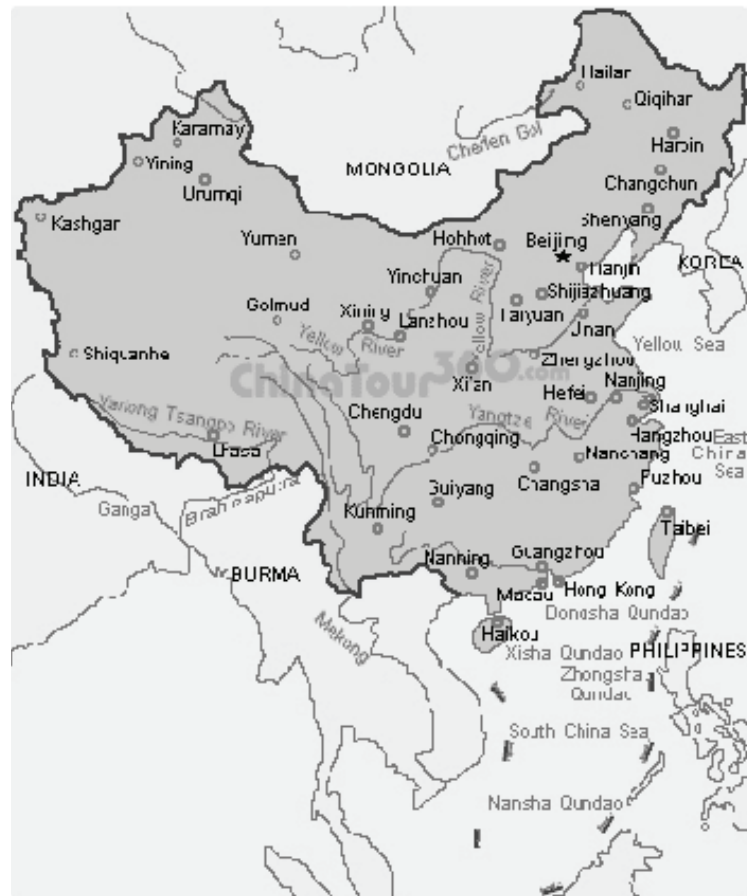 Hailar
Qiqihar
Karamay
Harbin
Cherlen Gol
Yining
MONGOLIA
Changchun
Urumqi
Kashgar
Shenyang
Yumen
Hohhot
Beijing
KOREA
Tianjin
Yinchuan
Shijiazhuang
Golmud
Xining
Taiyuan
Yellow River
Lanzhou
Jinan
Yellow River
Yellow Sea
Shiquanhe
Zhengzhou
ChinaTour360.com
Xi'an
Hefei
Nanjing
Shanghai
Yarlong Tsangpo River
Chengdu
Yangtze River
Hangzhou
East China Sea
Lhasa
Chongqing
Nanchang
INDIA
Changsha
Fuzhou
Guiyang
Ganga
Brahmaputra
Kunming
Taibei
Nanning
Guangzhou
BURMA
Macau
Hong Kong
Dongsha Qundao
Mekong
Haikou
Xisha Qundao
PHILIPPINES
Zhongsha
Qundao
South China Sea
Nansha Qundao